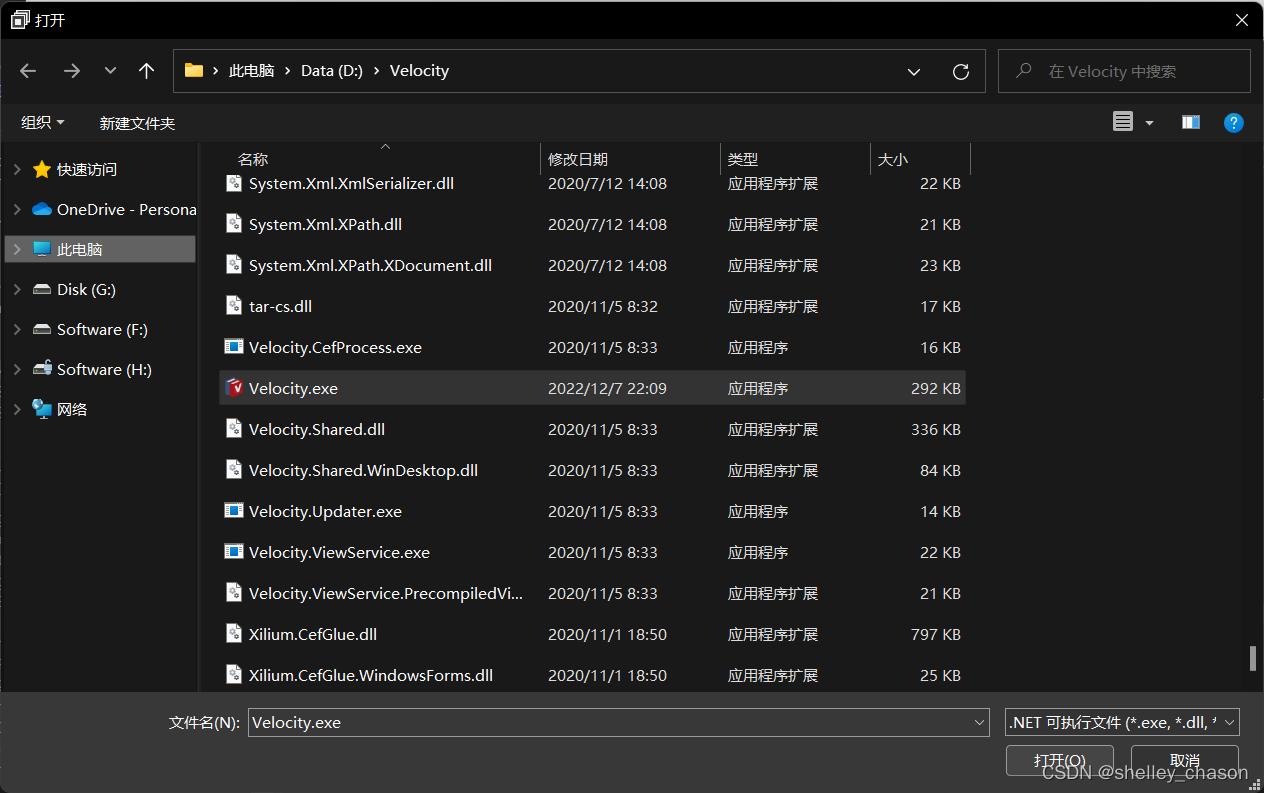 打开
此电脑 Data (D:) Velocity
在 Velocity 中搜索
组织 新建文件夹
快速访问
OneDrive - Persona
此电脑
Disk (G:)
Software (F:)
Software (H:)
网络
名称 修改日期 类型 大小
System.Xml.XmlSerializer.dll 2020/7/12 14:08 应用程序扩展 22 KB
System.Xml.XPath.dll 2020/7/12 14:08 应用程序扩展 21 KB
System.Xml.XPath.XDocument.dll 2020/7/12 14:08 应用程序扩展 23 KB
tar-cs.dll 2020/11/5 8:32 应用程序扩展 17 KB
Velocity.CefProcess.exe 2020/11/5 8:33 应用程序 16 KB
Velocity.exe 2022/12/7 22:09 应用程序 292 KB
Velocity.Shared.dll 2020/11/5 8:33 应用程序扩展 336 KB
Velocity.Shared.WinDesktop.dll 2020/11/5 8:33 应用程序扩展 84 KB
Velocity.Updater.exe 2020/11/5 8:33 应用程序 14 KB
Velocity.ViewService.exe 2020/11/5 8:33 应用程序 22 KB
Velocity.ViewService.PrecompiledVi... 2020/11/5 8:33 应用程序扩展 21 KB
Xilium.CefGlue.dll 2020/11/1 18:50 应用程序扩展 797 KB
Xilium.CefGlue.WindowsForms.dll 2020/11/1 18:50 应用程序扩展 25 KB
文件名(N): Velocity.exe .NET 可执行文件 (*.exe, *.dll, *
打开(O) 取消
CSDN @shelley_chason